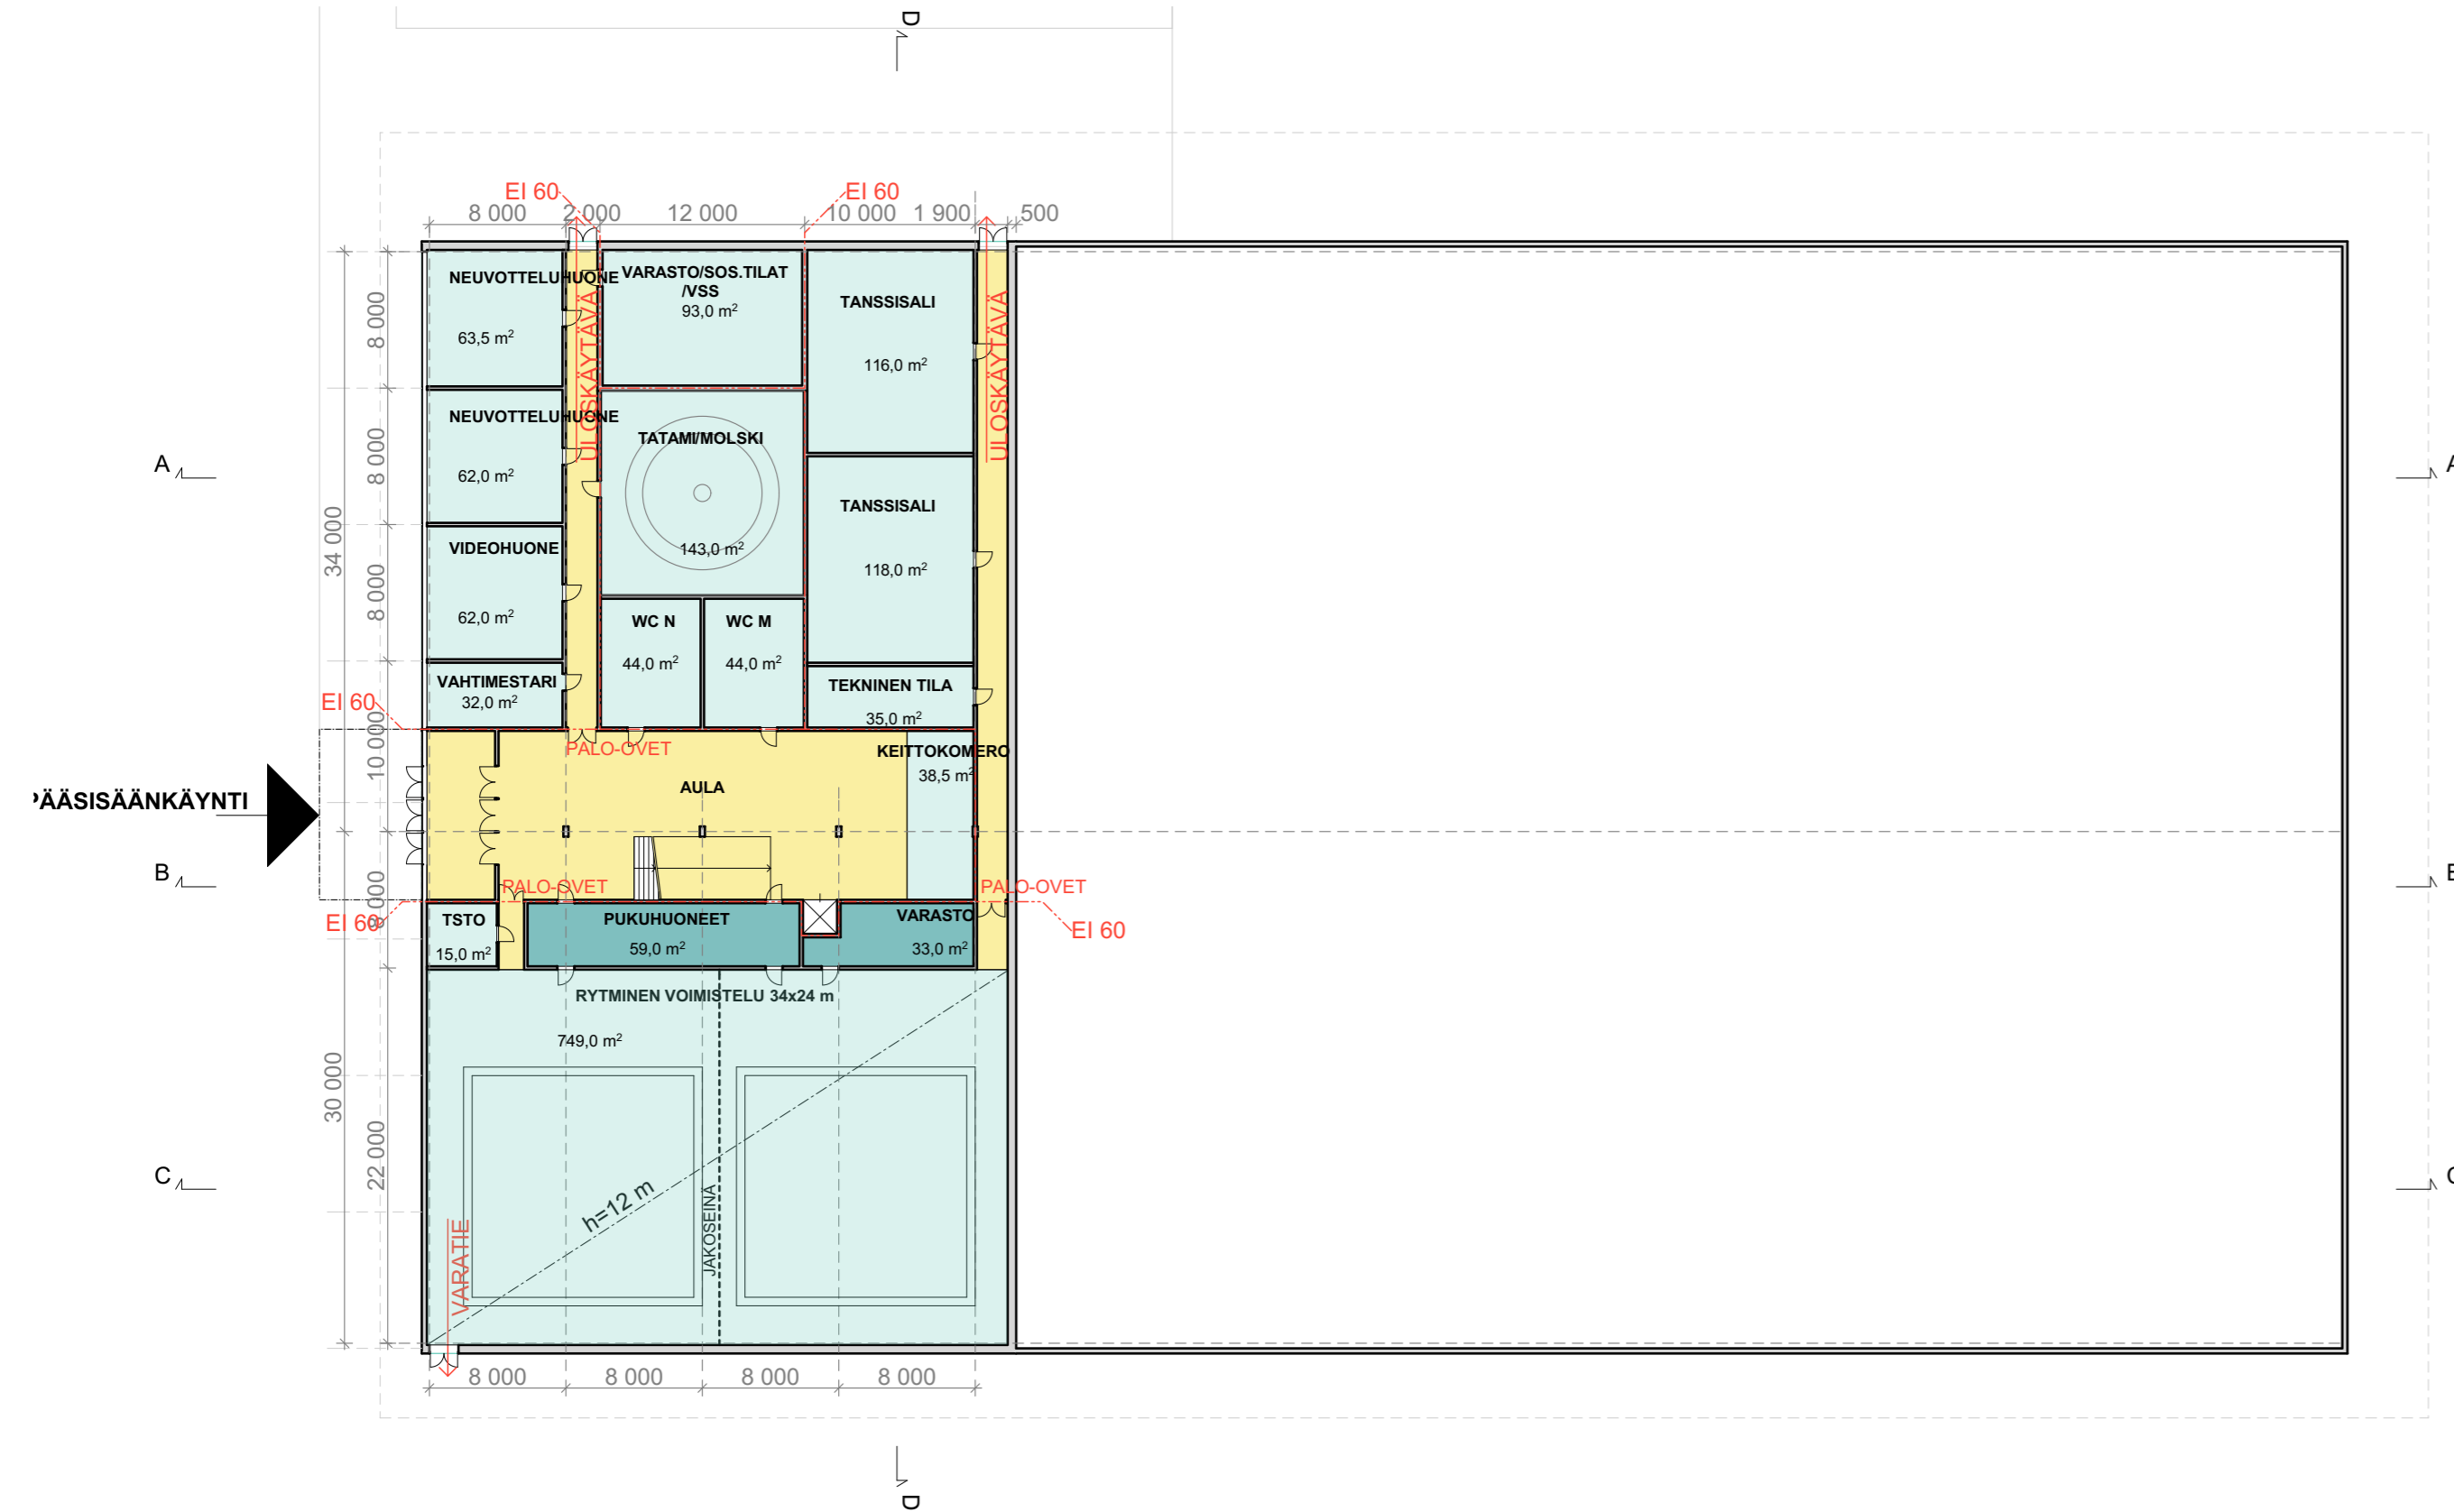 D
EI 60
EI 60
8 000
2 000
12 000
10 000
1 900
500
NEUVOTTELUHUONE
63,5 m²
VARASTO/SOS.TILAT
/VSS
93,0 m²
TANSSISALI
116,0 m²
8 000
ULOSKÄYTÄVÄ
ULOSKÄYTÄVÄ
NEUVOTTELUHUONE
62,0 m²
TATAMI/MOLSKI
143,0 m²
A
A
8 000
TANSSISALI
118,0 m²
34 000
VIDEOHUONE
62,0 m²
8 000
WC N
44,0 m²
WC M
44,0 m²
VAHTIMESTARI
32,0 m²
TEKNINEN TILA
35,0 m²
EI 60
10 000
PALO-OVET
KEITTOKOMERO
38,5 m²
AULA
PÄÄSISÄÄNKÄYNTI
B
B
8 000
PALO-OVET
PALO-OVET
EI 60
EI 60
TSTO
15,0 m²
PUKUHUONEET
59,0 m²
VARASTO
33,0 m²
RYTMINEN VOIMISTELU 34x24 m
749,0 m²
30 000
22 000
C
C
h=12 m
JAKOSEINÄ
VARATIE
8 000
8 000
8 000
8 000
D